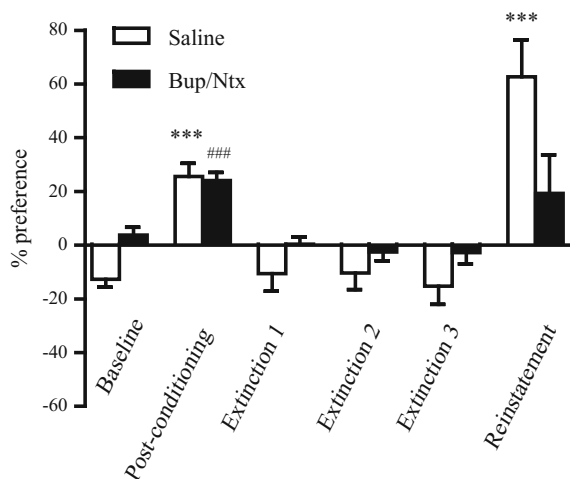 80
60
40
20
0
-20
-40
-60
% preference
Saline
Bup/Ntx
***
###
***
Baseline
Post-conditioning
Extinction 1
Extinction 2
Extinction 3
Reinstatement